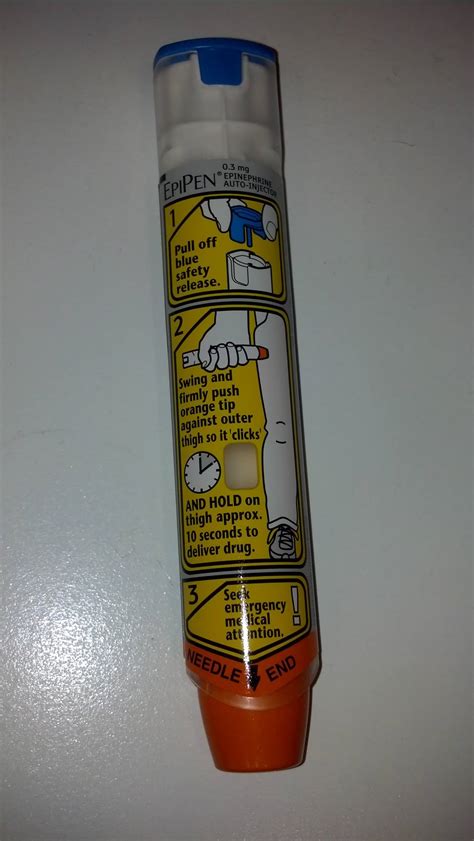 0.3 mg
EPIPEN® EPINEPHRINE
AUTO-INJECTOR
1
Pull off
blue
safety
release.
2
Swing and
firmly push
orange tip
against outer
thigh so it 'clicks'
AND HOLD on
thigh approx.
10 seconds to
deliver drug.
3
Seek
emergency
medical
attention.
!
NEEDLE END